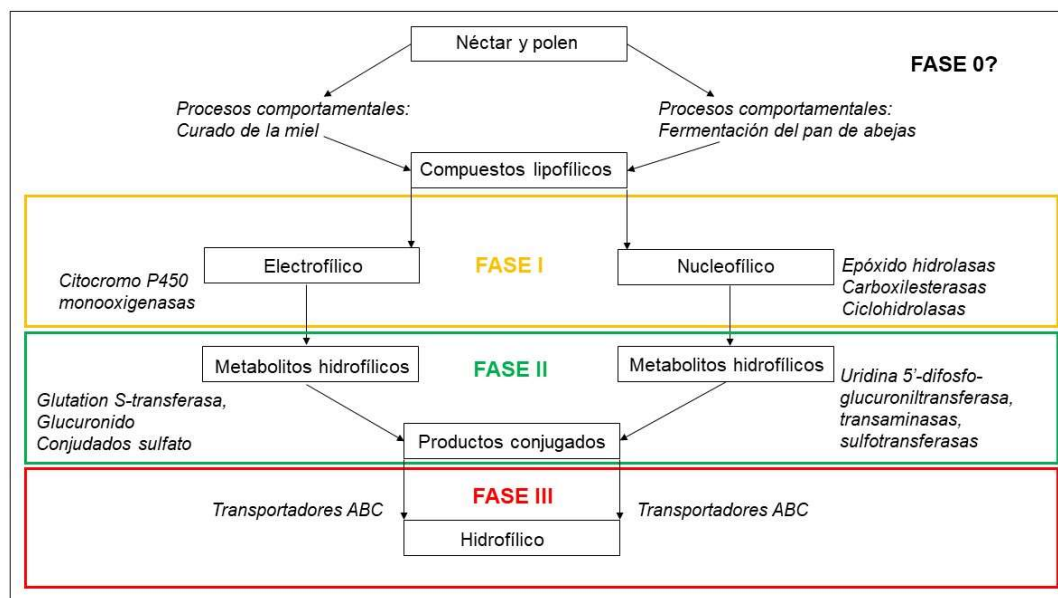 Néctar y polen
FASE 0?
Procesos comportamentales:
Curado de la miel
Procesos comportamentales:
Fermentación del pan de abejas
Compuestos lipofílicos
Electrofílico
FASE I
Nucleofílico
Citocromo P450
monooxigenasas
Epóxido hidrolasas
Carboxilesterasas
Ciclohidrolasas
Metabolitos hidrofílicos
FASE II
Metabolitos hidrofílicos
Glutation S-transferasa,
Glucuronido
Conjudados sulfato
Uridina 5'-difosfo-
glucuroniltransferasa,
transaminasas,
sulfotransferasas
Productos conjugados
FASE III
Transportadores ABC
Transportadores ABC
Hidrofílico